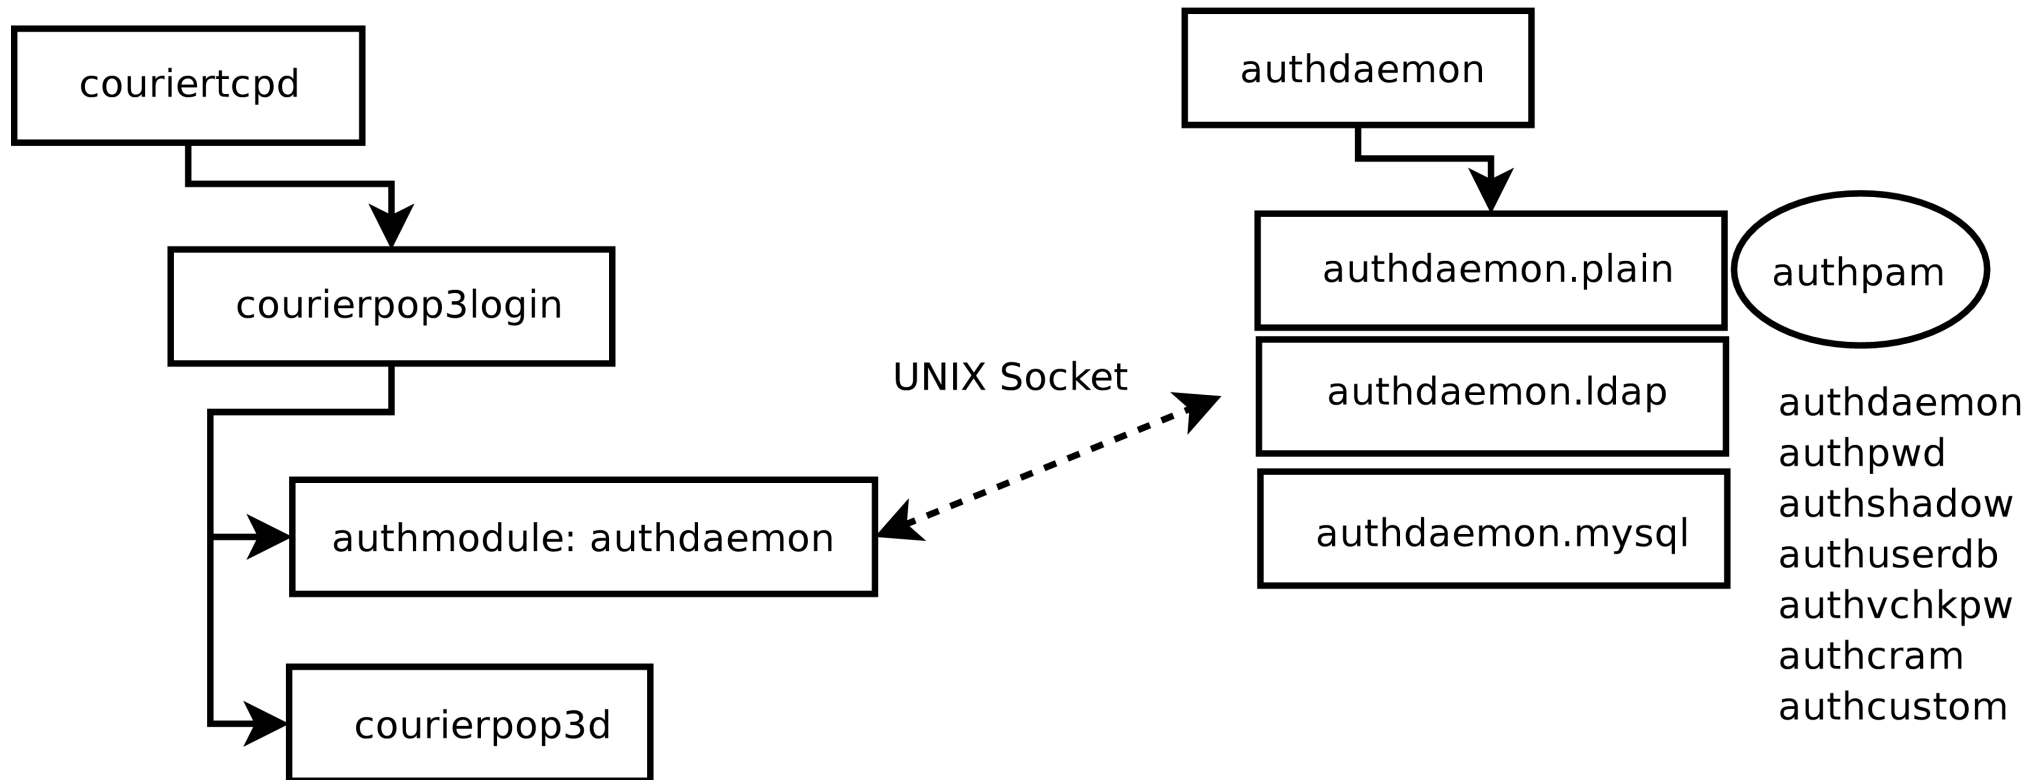 couriertcpd
courierpop3login
authmodule: authdaemon
courierpop3d
UNIX Socket
authdaemon
authdaemon.plain
authdaemon.ldap
authdaemon.mysql
authpam
authdaemon
authpwd
authshadow
authuserdb
authvchkpw
authcram
authcustom